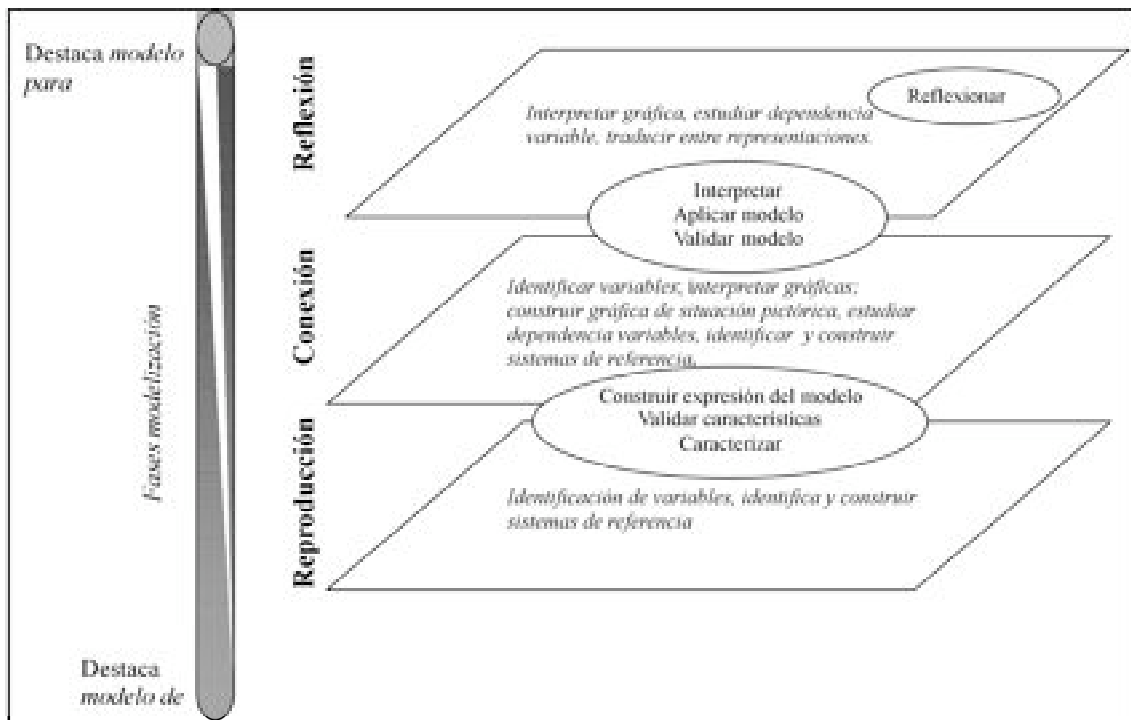 Destaca modelo
para
Fases modelización
Destaca
modelo de
Reflexión
Reflexionar
Interpretar gráfica, estudiar dependencia
variable, traducir entre representaciones.
Interpretar
Aplicar modelo
Validar modelo
Conexión
Identificar variables, interpretar gráficas;
construir gráfica de situación pictórica, estudiar
dependencia variables, identificar y construir
sistemas de referencia.
Construir expresión del modelo
Validar características
Caracterizar
Reproducción
Identificación de variables, identifica y construir
sistemas de referencia